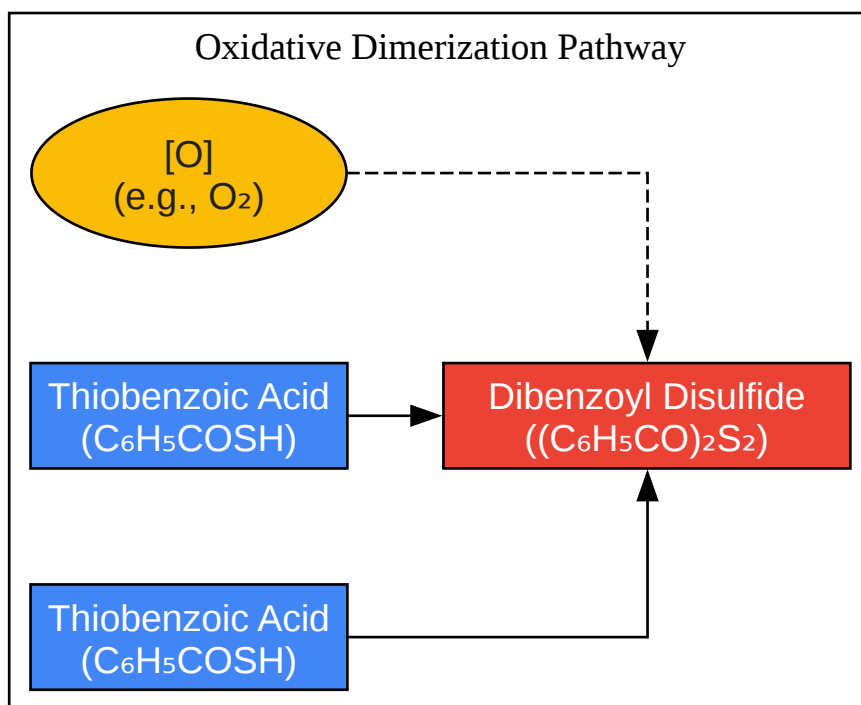 Oxidative Dimerization Pathway
[O]
(e.g., O₂)
Thiobenzoic Acid
(C₆H₅COSH)
Dibenzoyl Disulfide
((C₆H₅CO)₂S₂)
Thiobenzoic Acid
(C₆H₅COSH)